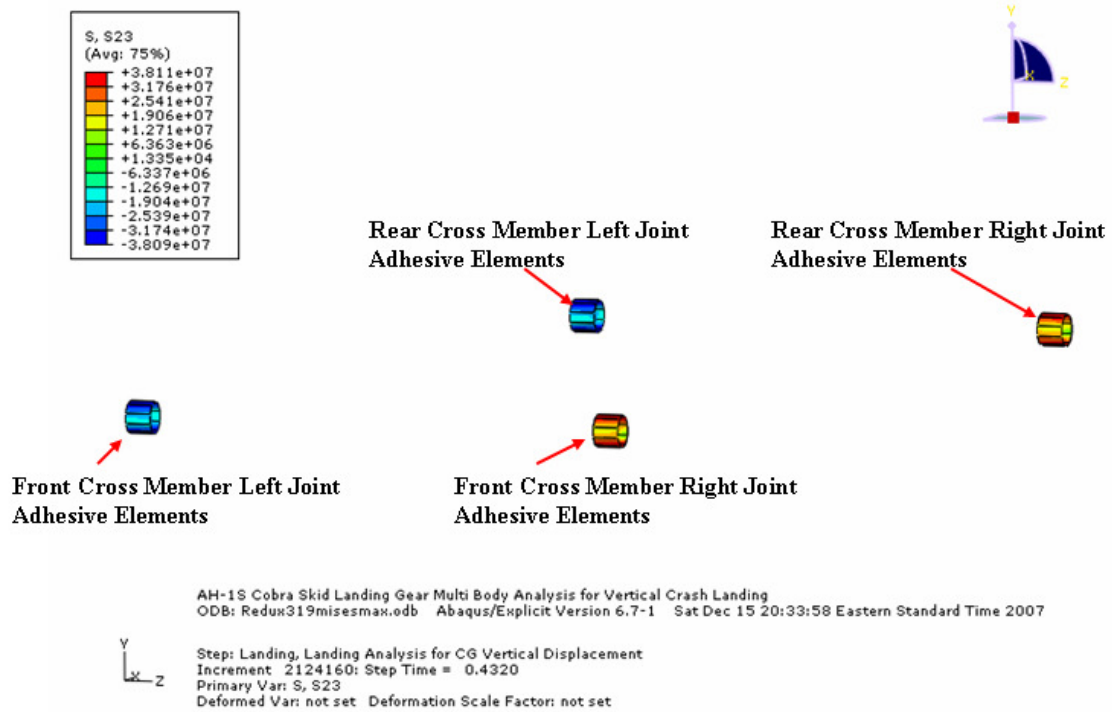 S, S23
(Avg: 75%)
+3.811e+07
+3.176e+07
+2.541e+07
+1.906e+07
+1.271e+07
+6.363e+06
+1.335e+04
-6.337e+06
-1.269e+07
-1.904e+07
-2.539e+07
-3.174e+07
-3.809e+07
Y
X
Z
Rear Cross Member Left Joint
Adhesive Elements
Rear Cross Member Right Joint
Adhesive Elements
Front Cross Member Left Joint
Adhesive Elements
Front Cross Member Right Joint
Adhesive Elements
AH-1S Cobra Skid Landing Gear Multi Body Analysis for Vertical Crash Landing
ODB: Redux319misesmax.odb Abaqus/Explicit Version 6.7-1 Sat Dec 15 20:33:58 Eastern Standard Time 2007
Y
X
Z
Step: Landing, Landing Analysis for CG Vertical Displacement
Increment 2124160: Step Time = 0.4320
Primary Var: S, S23
Deformed Var: not set Deformation Scale Factor: not set